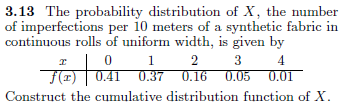 3.13 The probability distribution of X, the number
of imperfections per 10 meters of a synthetic fabric in
continuous rolls of uniform width, is given by
x 0 1 2 3 4
f(x) 0.41 0.37 0.16 0.05 0.01
Construct the cumulative distribution function of X.